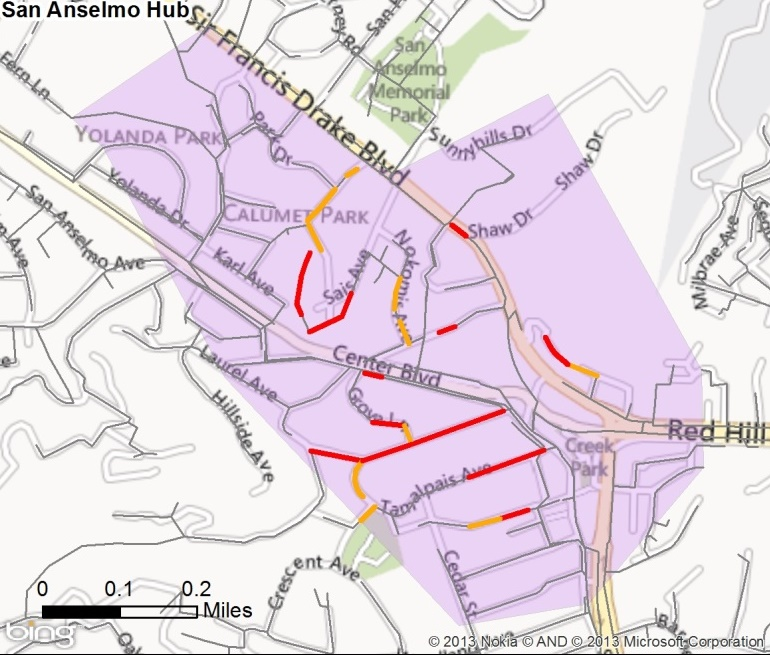 San Anselmo Hub
Sir Francis Drake Blvd
San
Anselmo
Memorial
Park
Fern Ln
YOLANDA PARK
Park Dr
Sunnyhills Dr
Shaw Dr
Shaw Dr
Yolanda Dr
CALUMET PARK
San Anselmo Ave
Karl Ave
Sais Ave
Nokomis Ave
Milbrae Ave
Center Blvd
Laurel Ave
Hillside Ave
Grove Ln
Red Hill
Creek
Park
Tamalpais Ave
Crescent Ave
Cedar St
0 0.1 0.2
Miles
bing
© 2013 Nokia © AND © 2013 Microsoft Corporation